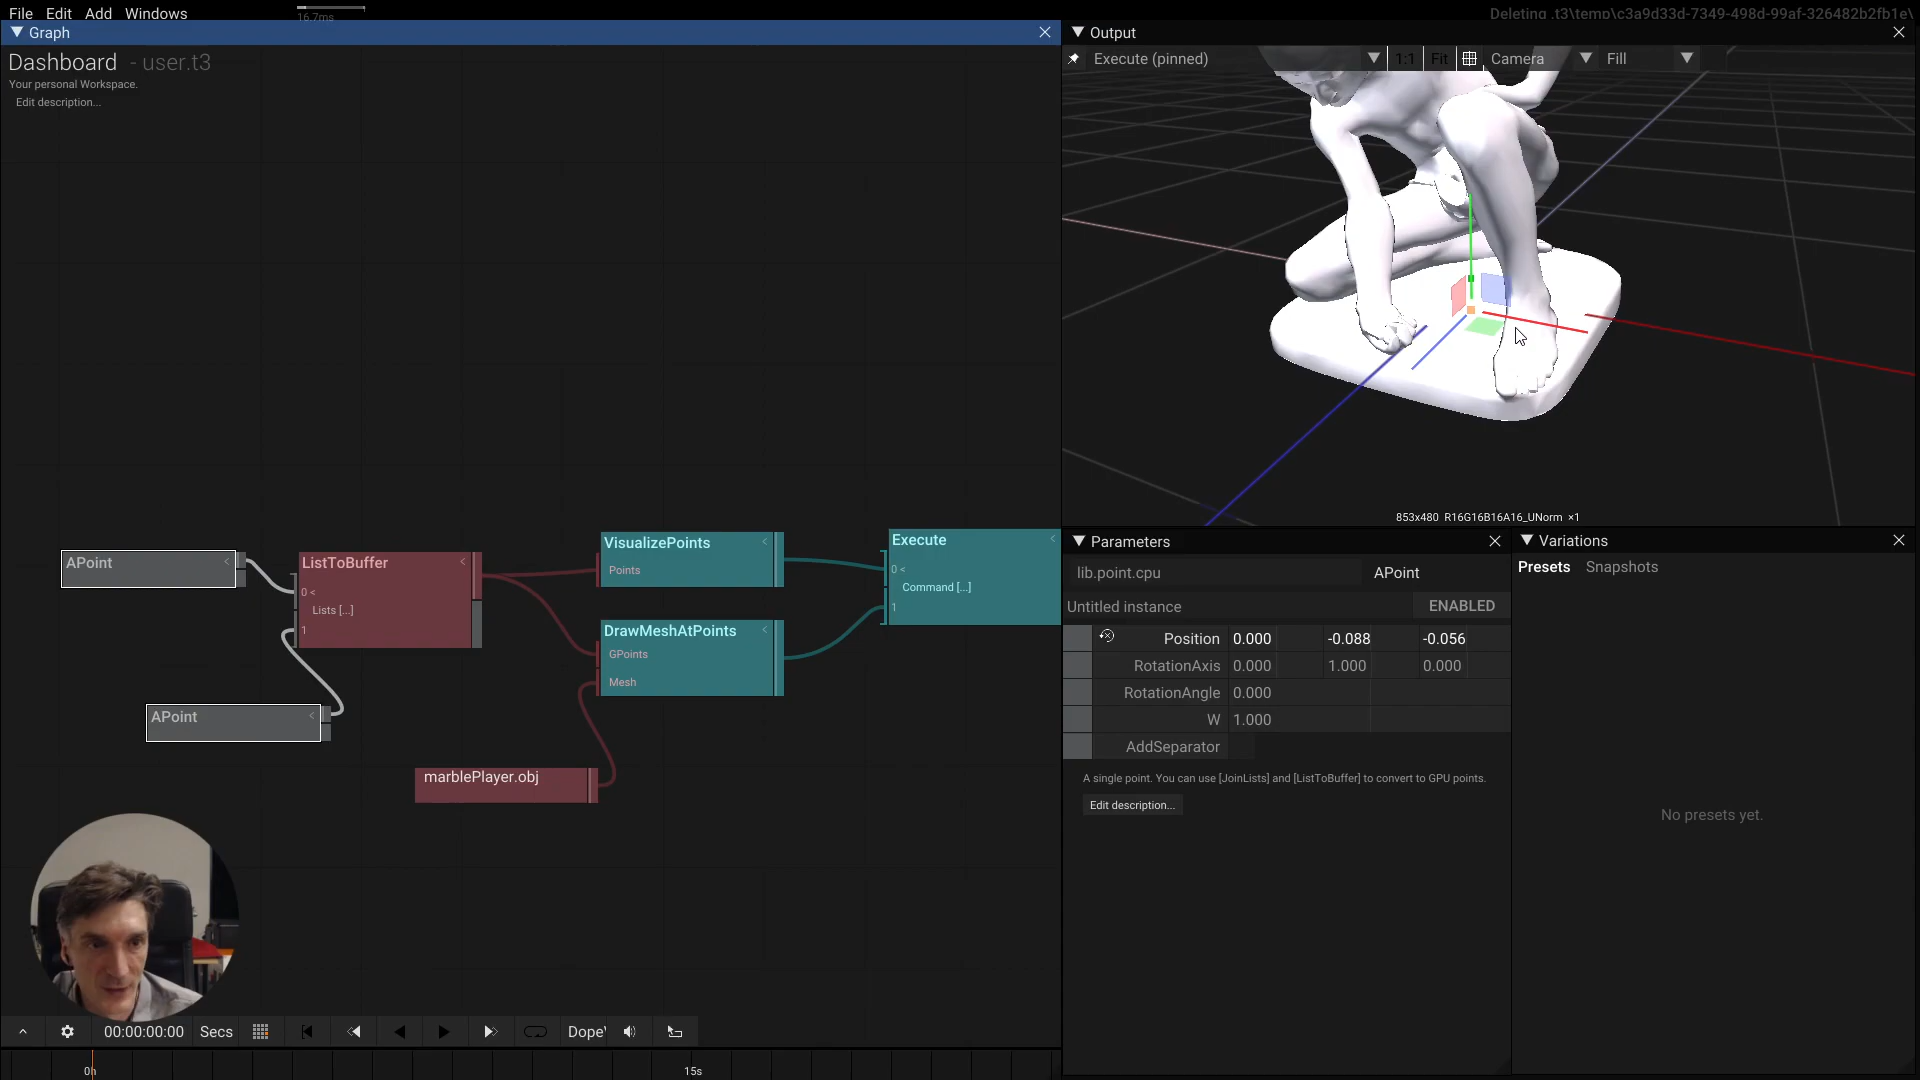 File Edit Add Windows
16.7ms
Deleting .t3\temp\c3a9d33d-7349-498d-99af-326482b2fb1e\
Graph
Dashboard - user.t3
Your personal Workspace.
Edit description...
Output
Execute (pinned)
1:1
Fit
Camera
Fill
853x480 R16G16B16A16_UNorm ×1
APoint <
ListToBuffer <
0 <
Lists [...]
1
APoint <
VisualizePoints <
Points
DrawMeshAtPoints <
GPoints
Mesh
Execute <
0 <
Command [...]
1
marblePlayer.obj
Parameters
lib.point.cpu
APoint
Untitled instance
ENABLED
Position 0.000 -0.088 -0.056
RotationAxis 0.000 1.000 0.000
RotationAngle 0.000
W 1.000
AddSeparator
A single point. You can use [JoinLists] and [ListToBuffer] to convert to GPU points.
Edit description...
Variations
Presets Snapshots
No presets yet.
00:00:00:00 Secs
Dope
0h
15s